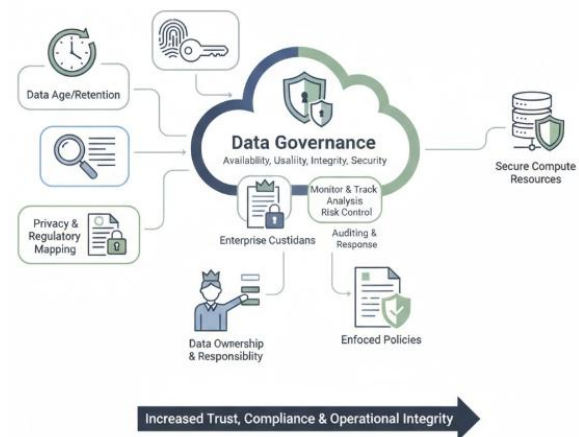 Data Age/Retention
Data Governance
Availability, Usaliity, Integrity, Security
Secure Compute
Resources
Privacy &
Regulatory
Mapping
Enterprise Custidans
Monitor & Track
Analysis
Risk Control
Auditing &
Response
Data Ownership
& Responsiblity
Enfoced Policies
Increased Trust, Compliance & Operational Integrity